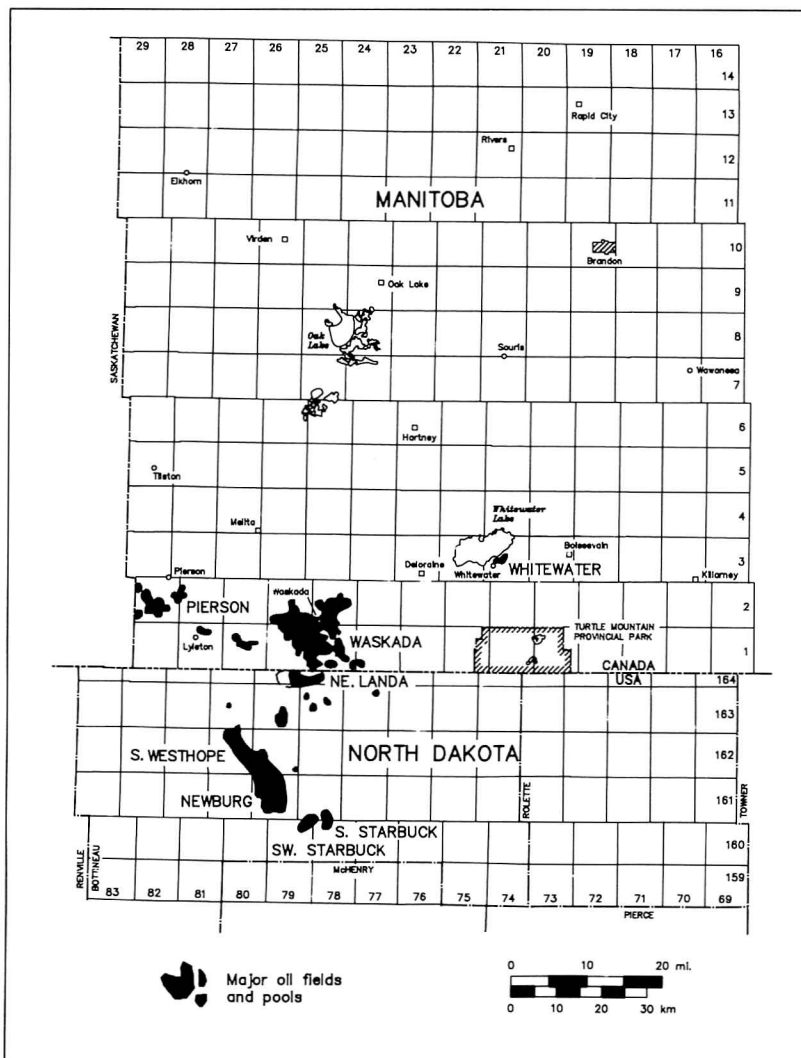 29 28 27 26 25 24 23 22 21 20 19 18 17 16
14
13
Rapid City
Rivers
12
Elkhorn
11
MANITOBA
Virden
10
Brandon
Oak Lake
9
SASKATCHEWAN
Oak
Lake
8
Souris
Wawanesa
7
6
Hartney
5
Tilston
Whitewater
Lake
4
Melita
Boissevain
3
Pierson
Deloraine
Whitewater
WHITEWATER
Killarney
Waskada
2
PIERSON
TURTLE MOUNTAIN
PROVINCIAL PARK
WASKADA
Lyleton
1
CANADA
NE. LANDA
USA
164
163
S. WESTHOPE
NORTH DAKOTA
162
NEWBURG
ROLETTE
161
TOWNER
S. STARBUCK
160
SW. STARBUCK
RENVILLE
BOTTINEAU
McHENRY
159
83 82 81 80 79 78 77 76 75 74 73 72 71 70 69
PIERCE
Major oil fields
and pools
0 10 20 mi.
0 10 20 30 km